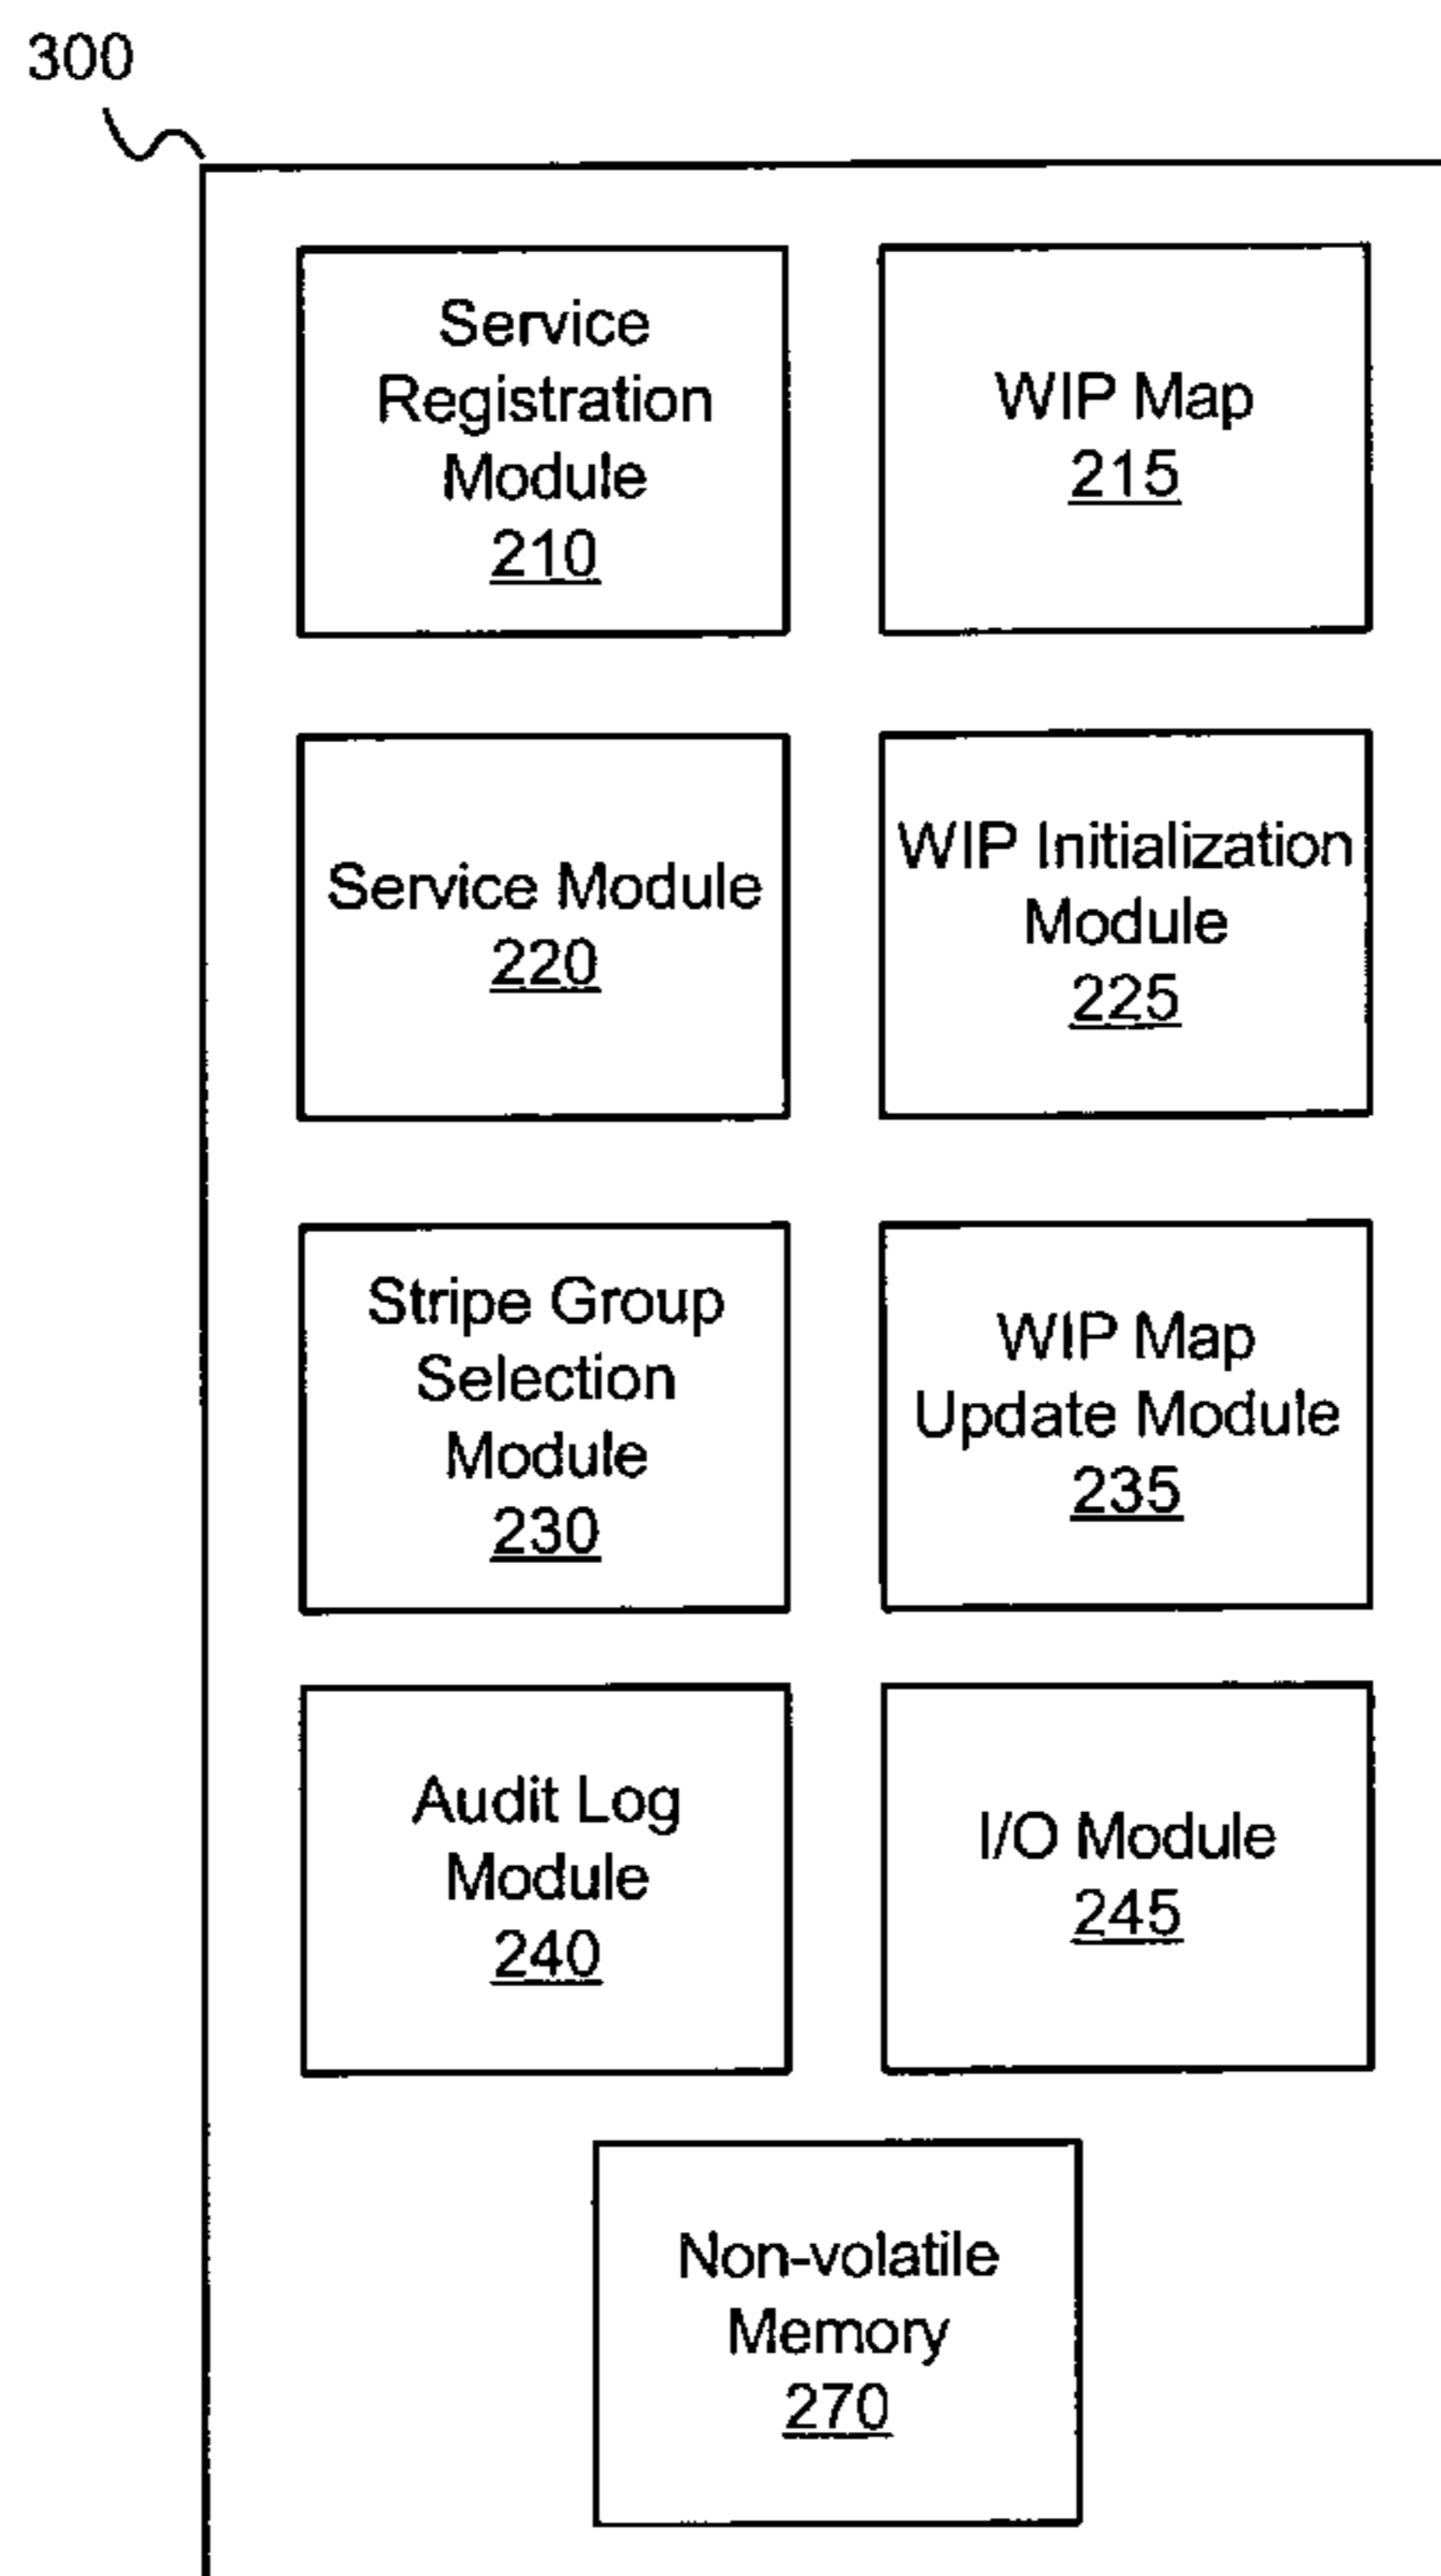 300
Service
Registration
Module
210
WIP Map
215
Service Module
220
WIP Initialization
Module
225
Stripe Group
Selection
Module
230
WIP Map
Update Module
235
Audit Log
Module
240
I/O Module
245
Non-volatile
Memory
270